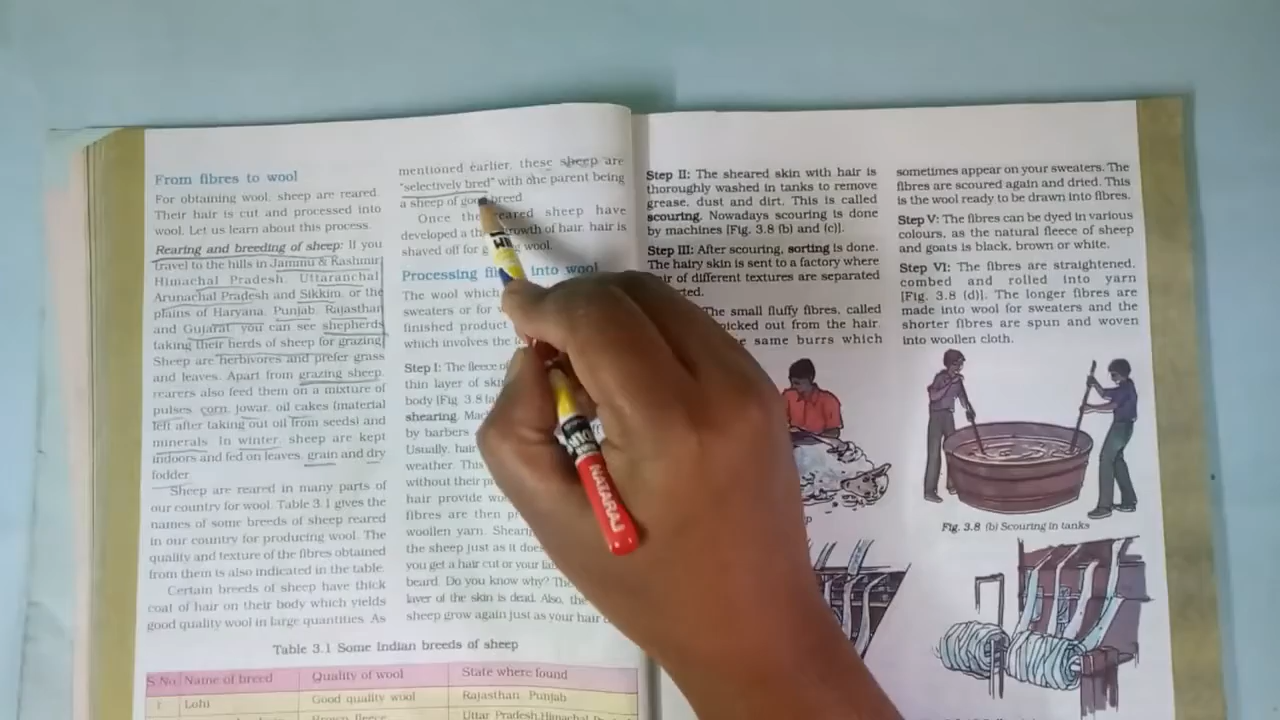 From fibres to wool
For obtaining wool, sheep are reared.
Their hair is cut and processed into
wool. Let us learn about this process.
Rearing and breeding of sheep: If you
travel to the hills in Jammu & Kashmir,
Himachal Pradesh, Uttaranchal,
Arunachal Pradesh and Sikkim, or the
plains of Haryana, Punjab, Rajasthan
and Gujarat, you can see shepherds
taking their herds of sheep for grazing.
Sheep are herbivores and prefer grass
and leaves. Apart from grazing sheep,
rearers also feed them on a mixture of
pulses, corn, jowar, oil cakes (material
left after taking out oil from seeds) and
minerals. In winter, sheep are kept
indoors and fed on leaves, grain and dry
fodder.
Sheep are reared in many parts of
our country for wool. Table 3.1 gives the
names of some breeds of sheep reared
in our country for producing wool. The
quality and texture of the fibres obtained
from them is also indicated in the table.
Certain breeds of sheep have thick
coat of hair on their body which yields
good quality wool in large quantities. As
mentioned earlier, these sheep are
"selectively bred" with one parent being
a sheep of good breed.
Once the reared sheep have
developed a growth of hair, hair is
shaved off for wool.
Processing into wool
The wool which
sweaters or for
finished product
which involves the
Step I: The fleece of
thin layer of skin
body [Fig. 3.8
shearing.
by barbers
Usually, hair
weather. This
without their
hair provide
fibres are then
woollen yarn.
the sheep just as it does
you get a hair cut or your
beard. Do you know why?
layer of the skin is dead. Also, the
sheep grow again just as your hair
Table 3.1 Some Indian breeds of sheep
S.No. Name of breed Quality of wool State where found
1. Lohi Good quality wool Rajasthan, Punjab
Brown fleece Uttar Pradesh, Himachal
Step II: The sheared skin with hair is
thoroughly washed in tanks to remove
grease, dust and dirt. This is called
scouring. Nowadays scouring is done
by machines [Fig. 3.8 (b) and (c)].
Step III: After scouring, sorting is done.
The hairy skin is sent to a factory where
of different textures are separated
The small fluffy fibres, called
picked out from the hair.
same burrs which
sometimes appear on your sweaters. The
fibres are scoured again and dried. This
is the wool ready to be drawn into fibres.
Step V: The fibres can be dyed in various
colours, as the natural fleece of sheep
and goats is black, brown or white.
Step VI: The fibres are straightened,
combed and rolled into yarn
[Fig. 3.8 (d)]. The longer fibres are
made into wool for sweaters and the
shorter fibres are spun and woven
into woollen cloth.
Fig. 3.8 (b) Scouring in tanks
NATARAJ